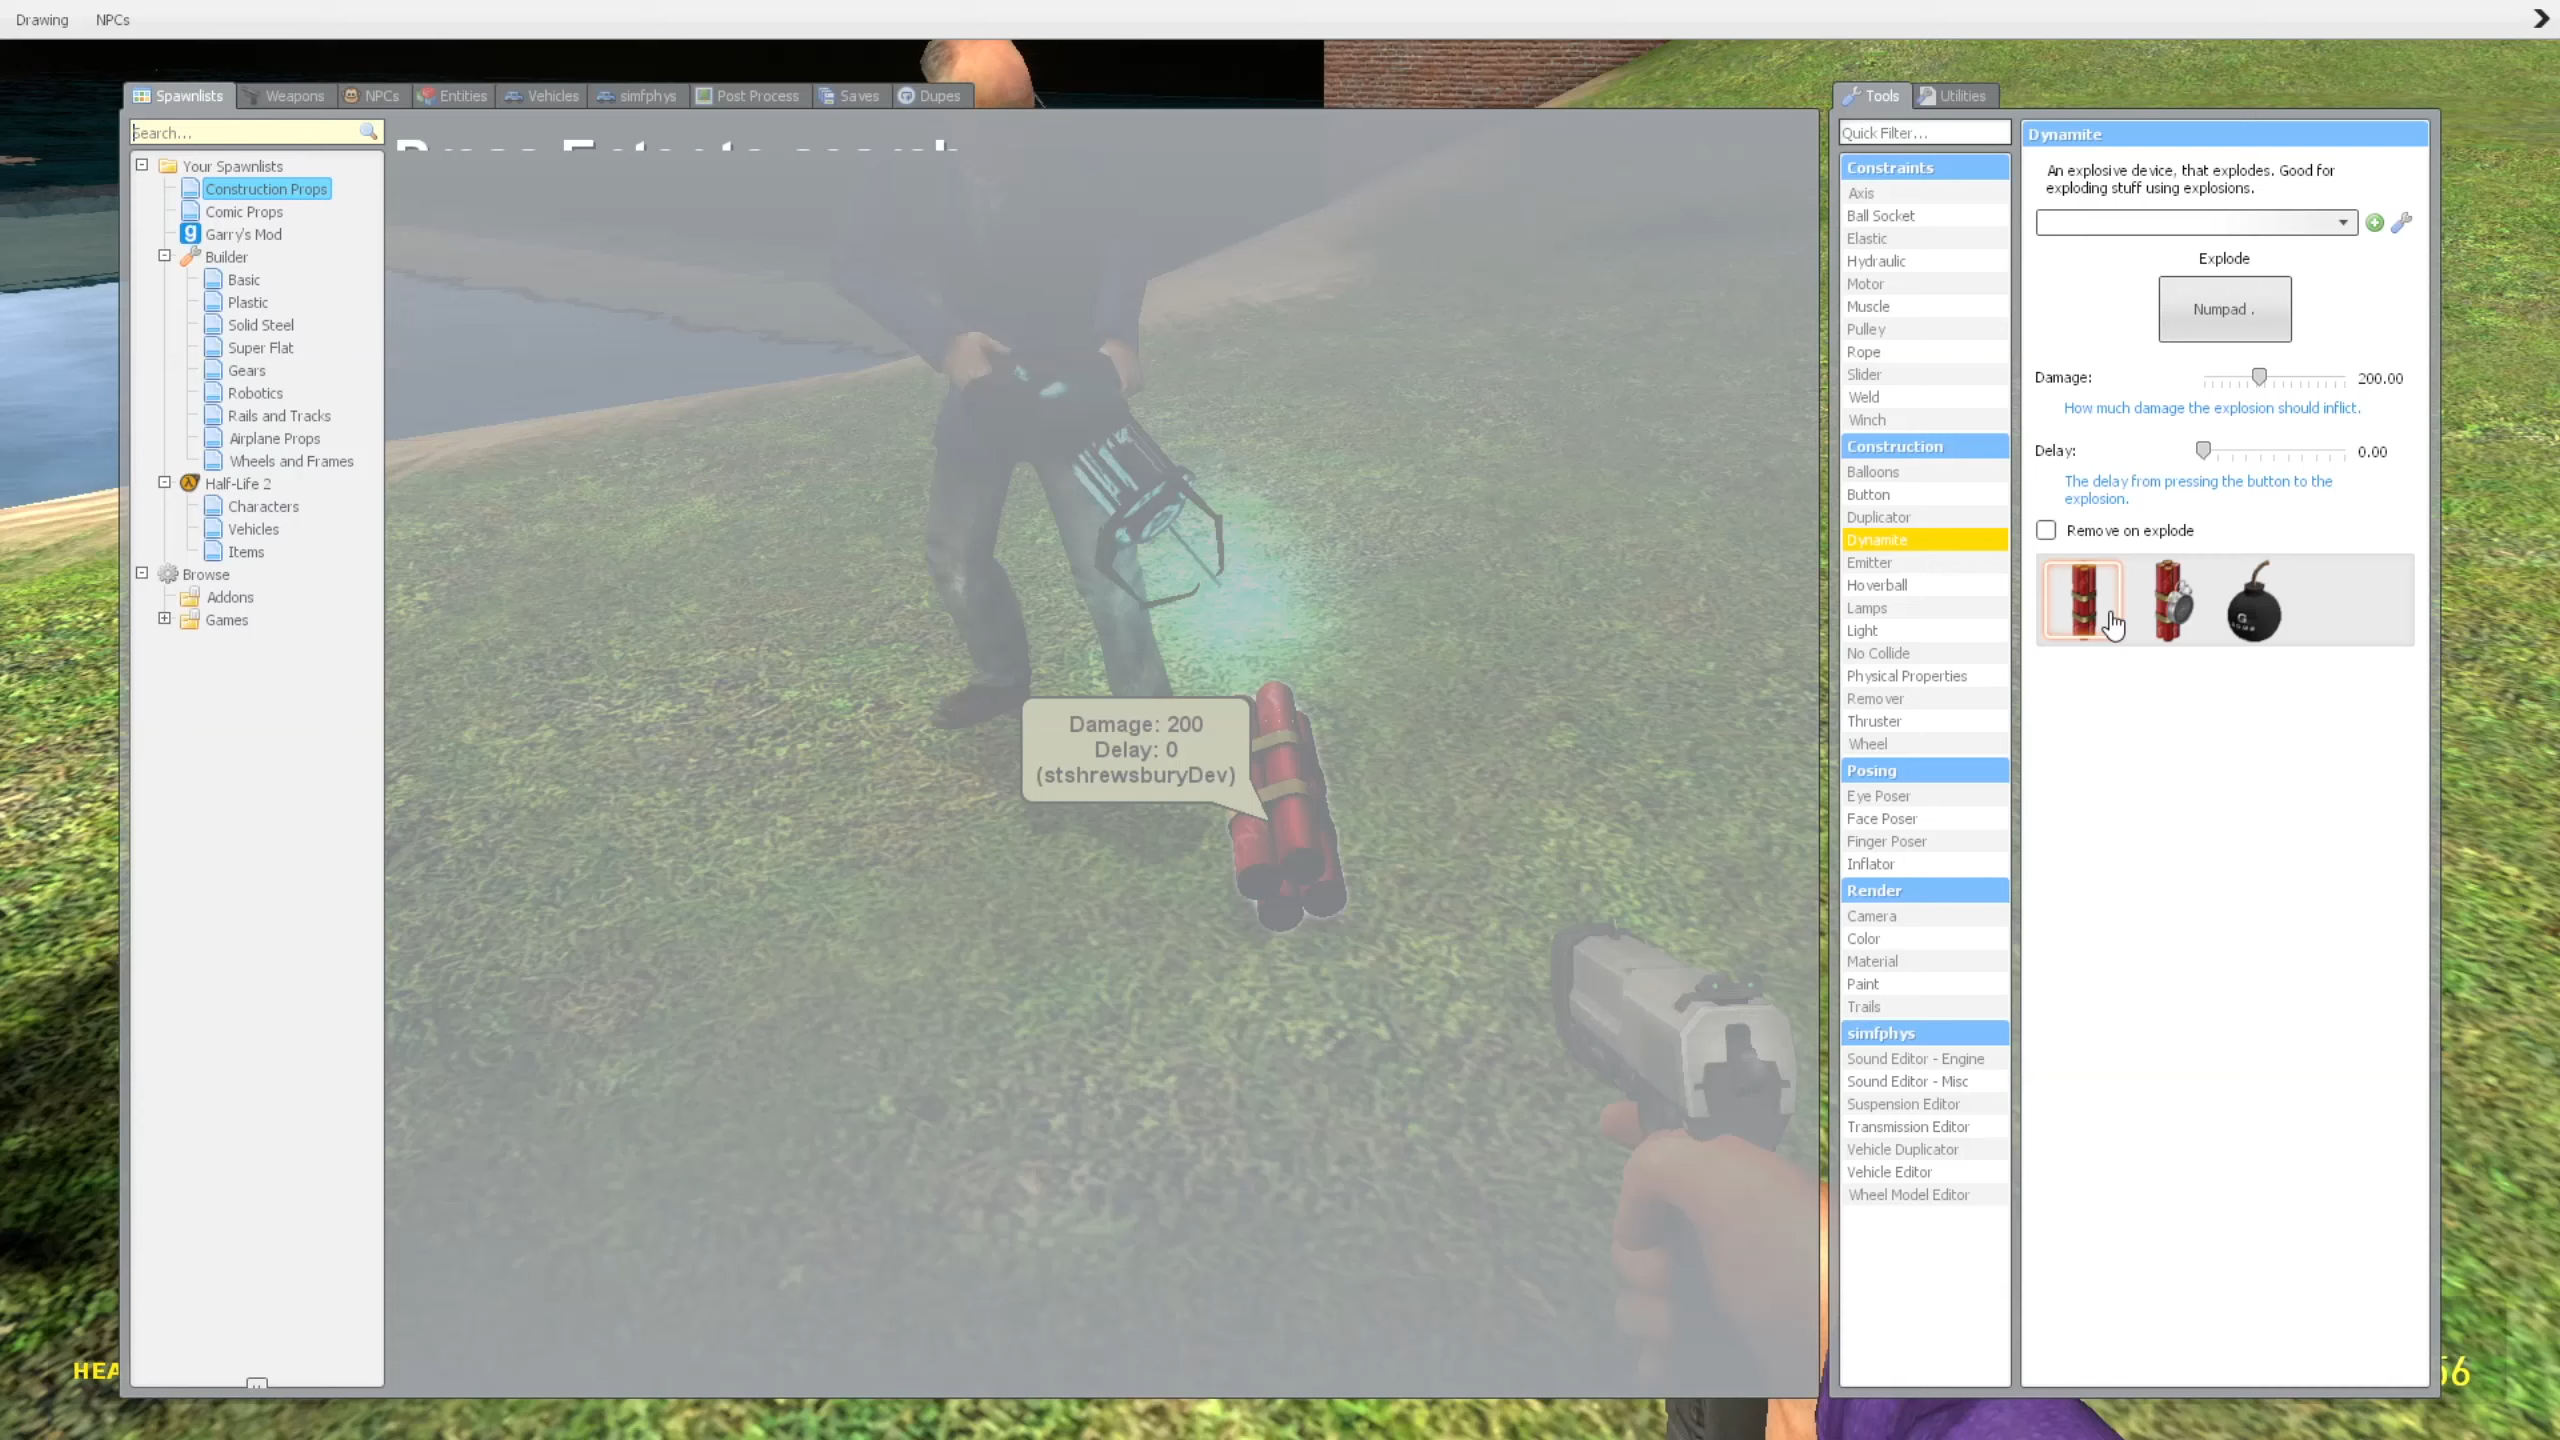 Drawing NPCs
Spawnlists Weapons NPCs Entities Vehicles simfphys Post Process Saves Dupes
Search...
Your Spawnlists
Construction Props
Comic Props
Garry's Mod
Builder
Basic
Plastic
Solid Steel
Super Flat
Gears
Robotics
Rails and Tracks
Airplane Props
Wheels and Frames
Half-Life 2
Characters
Vehicles
Items
Browse
Addons
Games
Damage: 200
Delay: 0
(stshrewsburyDev)
Tools Utilities
Quick Filter...
Constraints
Axis
Ball Socket
Elastic
Hydraulic
Motor
Muscle
Pulley
Rope
Slider
Weld
Winch
Construction
Balloons
Button
Duplicator
Dynamite
Emitter
Hoverball
Lamps
Light
No Collide
Physical Properties
Remover
Thruster
Wheel
Posing
Eye Poser
Face Poser
Finger Poser
Inflator
Render
Camera
Color
Material
Paint
Trails
simfphys
Sound Editor - Engine
Sound Editor - Misc
Suspension Editor
Transmission Editor
Vehicle Duplicator
Vehicle Editor
Wheel Model Editor
Dynamite
An explosive device, that explodes. Good for
exploding stuff using explosions.
Explode
Numpad .
Damage: 200.00
How much damage the explosion should inflict.
Delay: 0.00
The delay from pressing the button to the
explosion.
Remove on explode
HEA